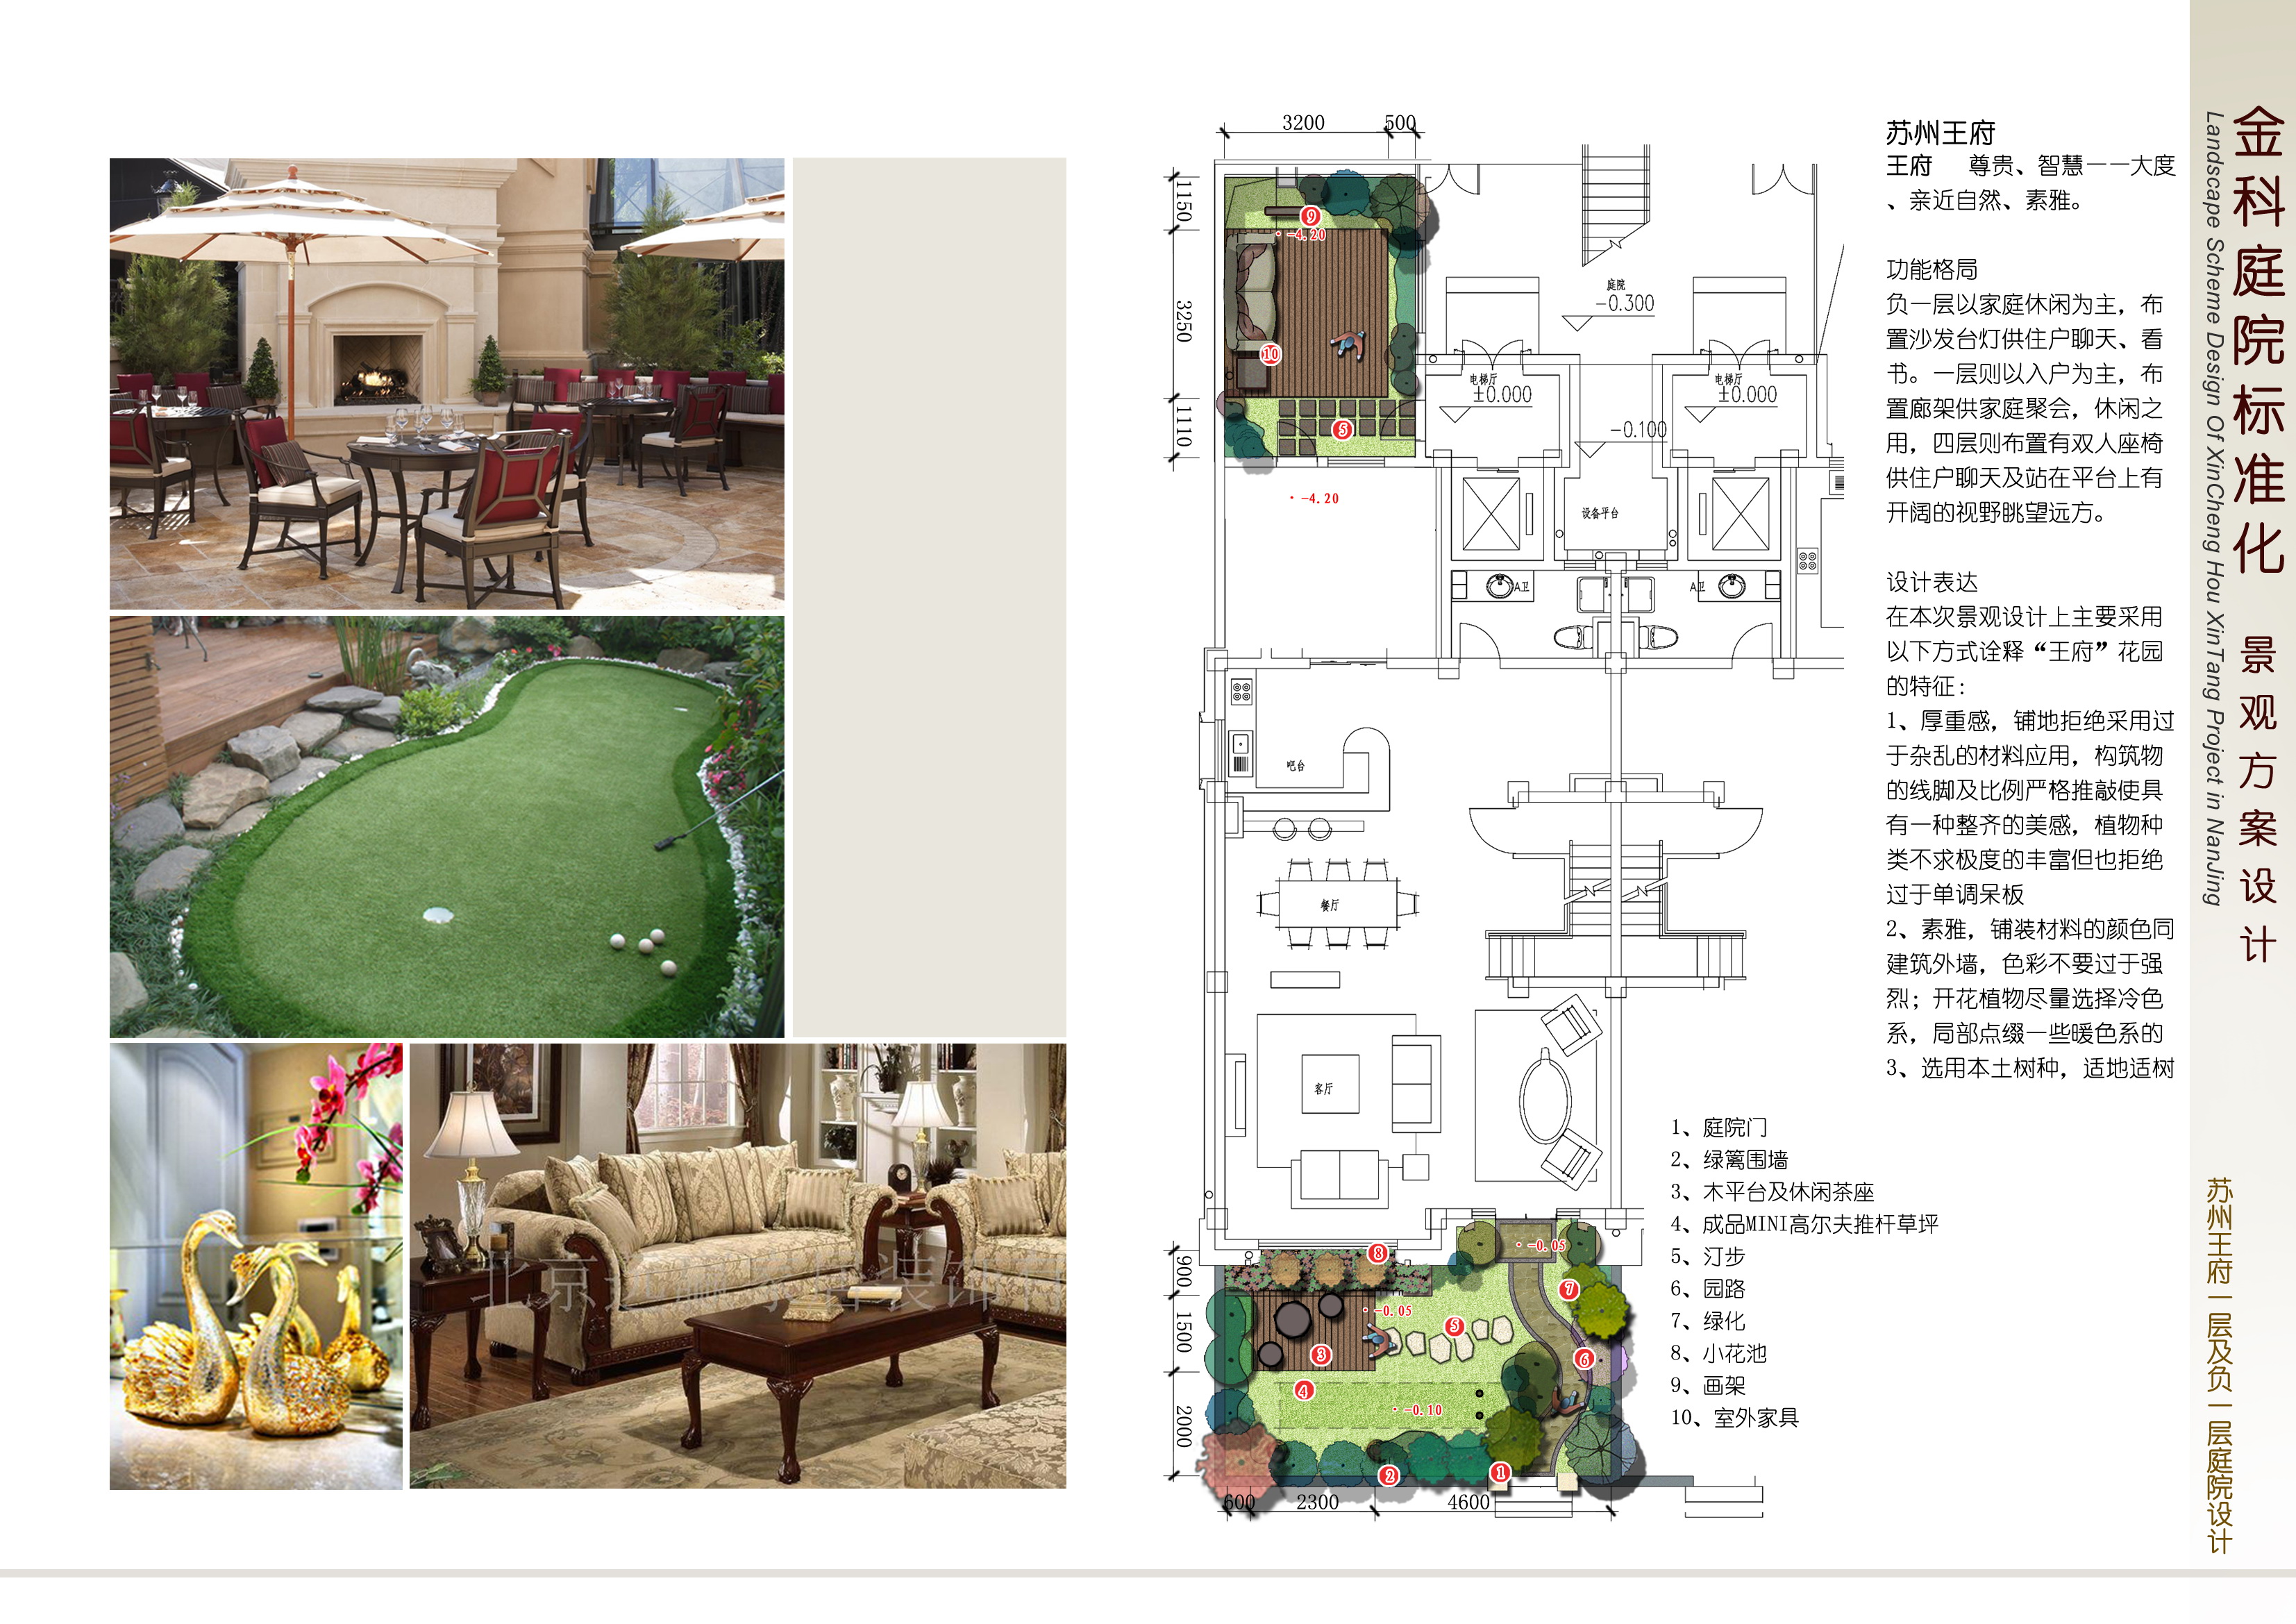 金科庭院标准化 景观方案设计
Landscape Scheme Design Of XinCheng Hou XinTang Project in NanJing
苏州王府一层及负一层庭院设计
苏州王府
王府 尊贵、智慧——大度
、亲近自然、素雅。
功能格局
负一层以家庭休闲为主，布
置沙发台灯供住户聊天、看
书。一层则以入户为主，布
置廊架供家庭聚会，休闲之
用，四层则布置有双人座椅
供住户聊天及站在平台上有
开阔的视野眺望远方。
设计表达
在本次景观设计上主要采用
以下方式诠释“王府”花园
的特征：
1、厚重感，铺地拒绝采用过
于杂乱的材料应用，构筑物
的线脚及比例严格推敲使具
有一种整齐的美感，植物种
类不求极度的丰富但也拒绝
过于单调呆板
2、素雅，铺装材料的颜色同
建筑外墙，色彩不要过于强
烈；开花植物尽量选择冷色
系，局部点缀一些暖色系的
3、选用本土树种，适地适树
1、庭院门
2、绿篱围墙
3、木平台及休闲茶座
4、成品MINI高尔夫推杆草坪
5、汀步
6、园路
7、绿化
8、小花池
9、画架
10、室外家具
3200 500
1150
3250
1110
9
-4.20
10
5
-4.20
庭院
-0.300
电梯厅
±0.000
电梯厅
±0.000
-0.100
设备平台
A卫
A卫
吧台
餐厅
客厅
900
1500
2000
8
-0.05
7
-0.05
5
3
6
4
-0.10
2
1
600 2300 4600
北京
装饰